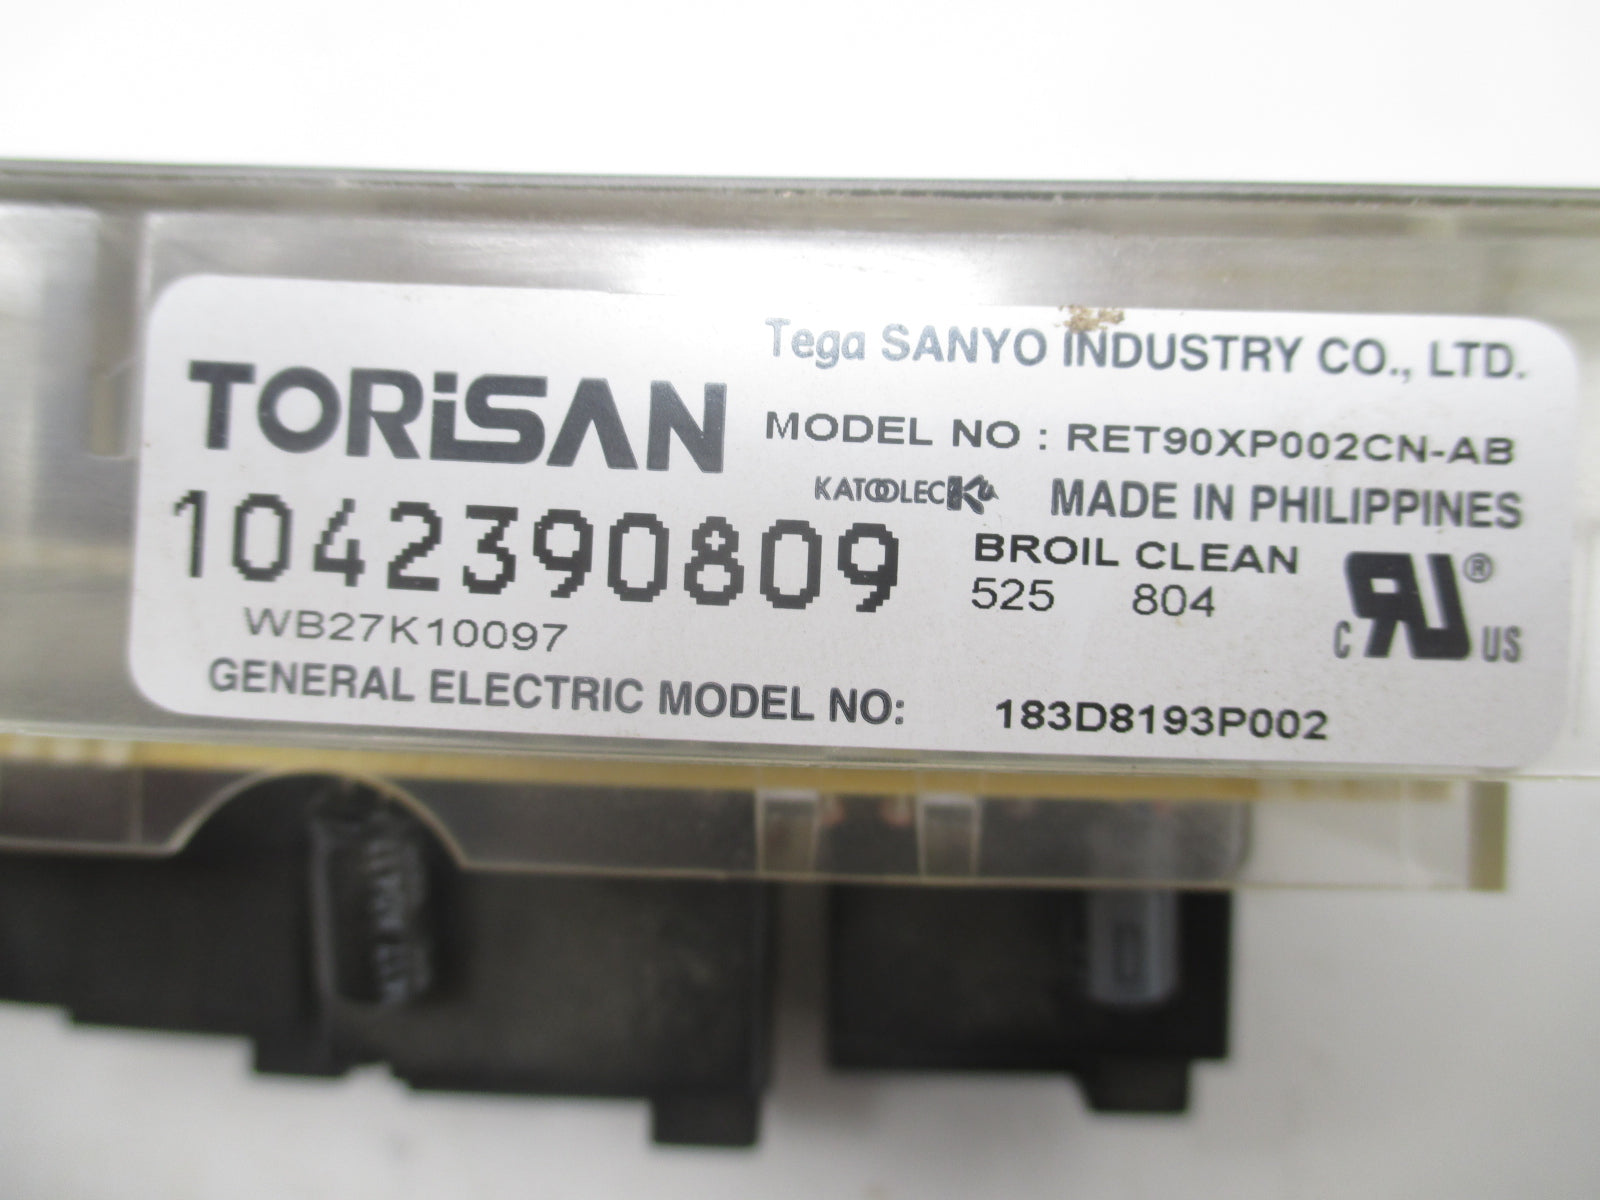 Tega SANYO INDUSTRY CO., LTD.
TORiSAN
MODEL NO : RET90XP002CN-AB
KATOOLEC
MADE IN PHILIPPINES
1042390809
BROIL CLEAN
525 804
WB27K10097
C US ®
GENERAL ELECTRIC MODEL NO: 183D8193P002